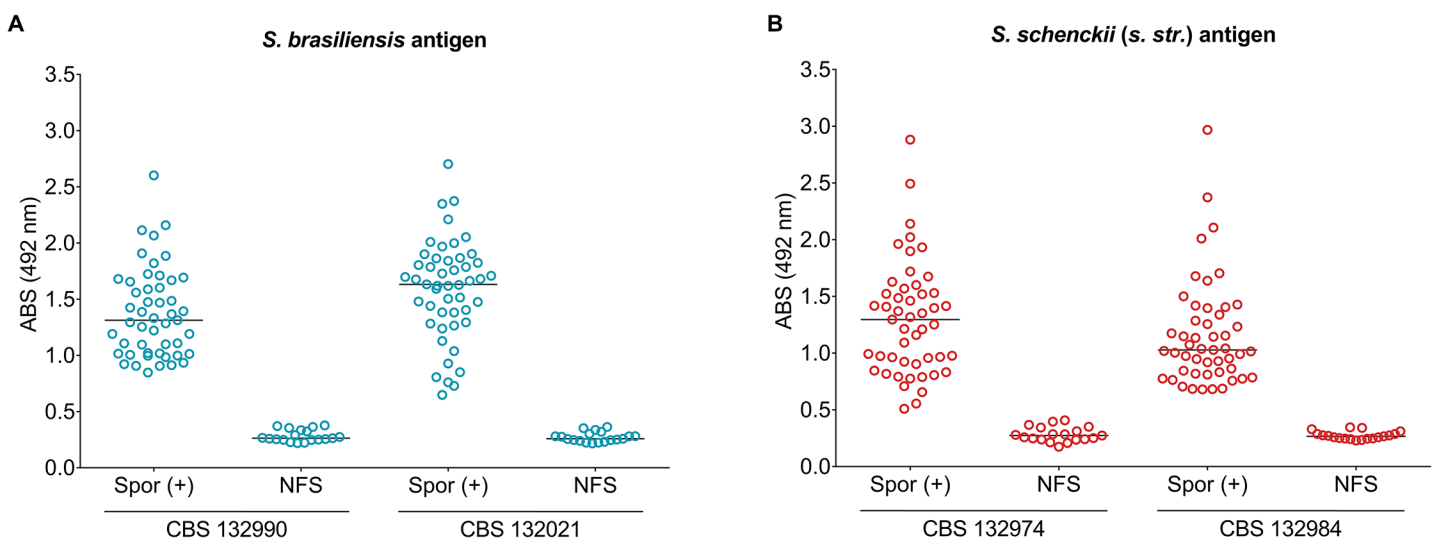 A
S. brasiliensis antigen
ABS (492 nm)
3.5
3.0
2.5
2.0
1.5
1.0
0.5
0.0
Spor (+) NFS Spor (+) NFS
CBS 132990 CBS 132021
B
S. schenckii (s. str.) antigen
ABS (492 nm)
3.5
3.0
2.5
2.0
1.5
1.0
0.5
0.0
Spor (+) NFS Spor (+) NFS
CBS 132974 CBS 132984